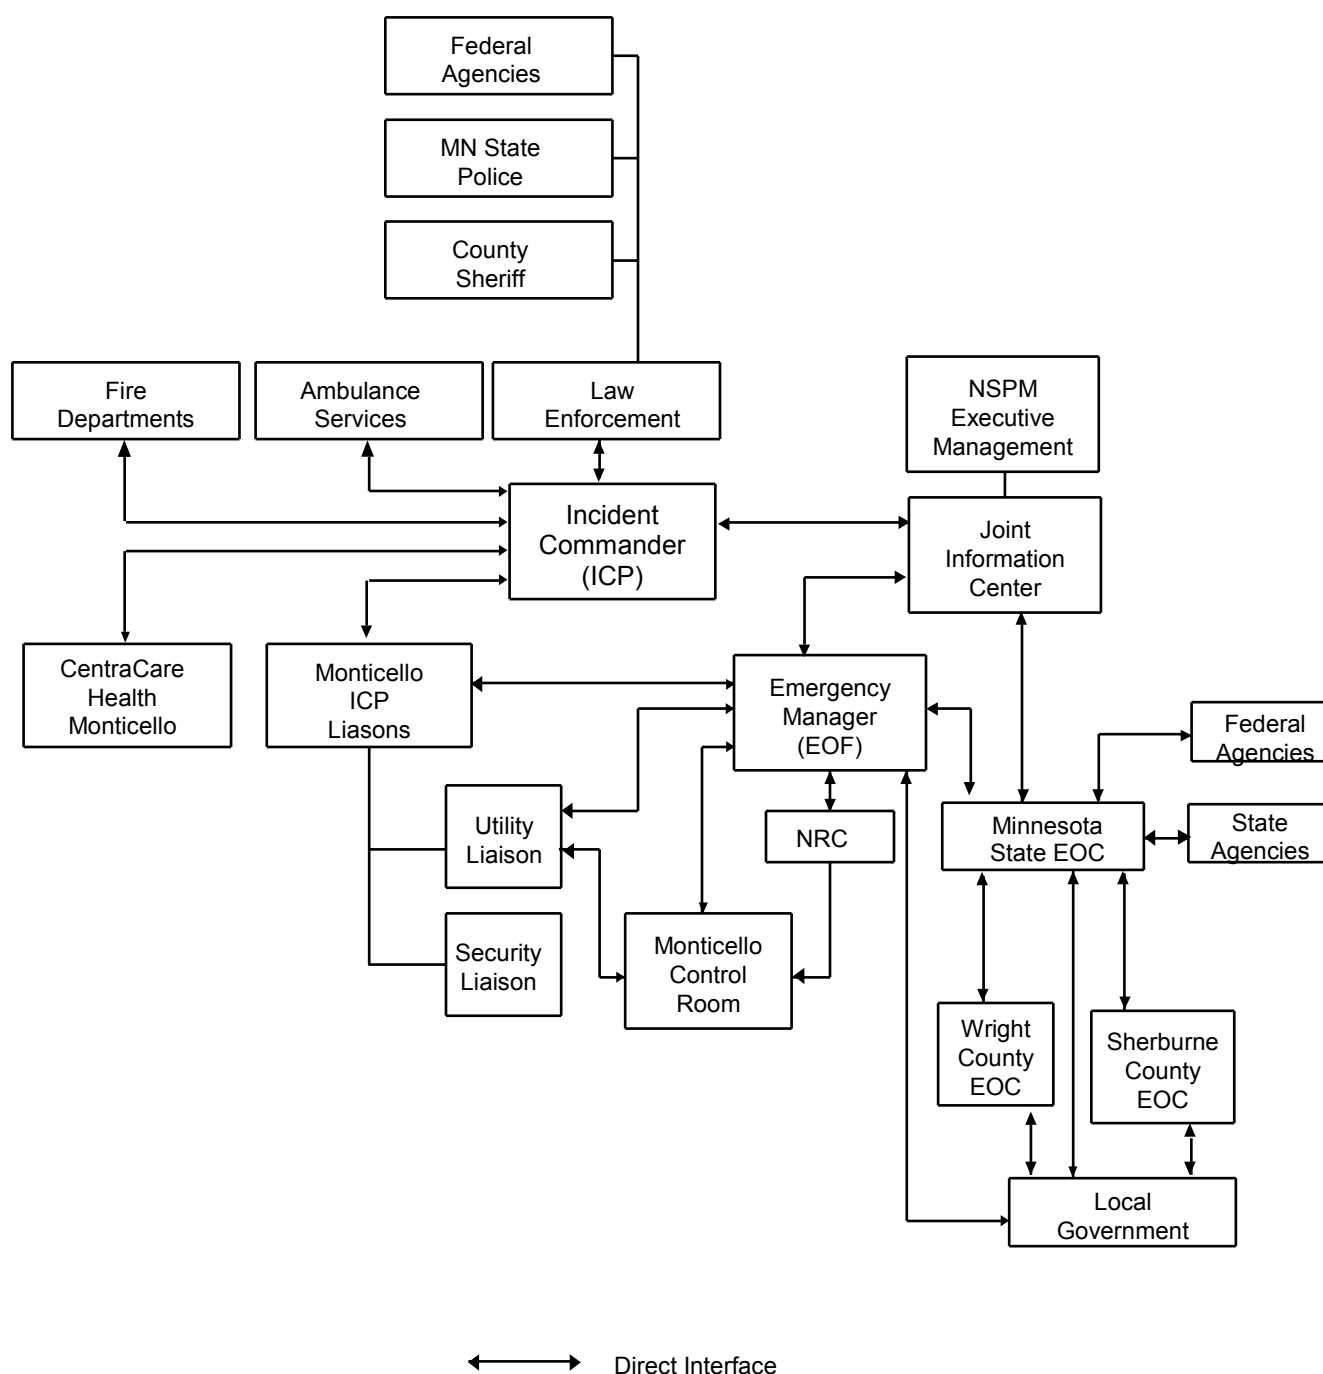 Federal
Agencies
MN State
Police
County
Sheriff
Fire
Departments
Ambulance
Services
Law
Enforcement
NSPM
Executive
Management
Incident
Commander
(ICP)
Joint
Information
Center
CentraCare
Health
Monticello
Monticello
ICP
Liasons
Emergency
Manager
(EOF)
Federal
Agencies
Utility
Liaison
NRC
Minnesota
State EOC
State
Agencies
Security
Liaison
Monticello
Control
Room
Wright
County
EOC
Sherburne
County
EOC
Local
Government
Direct Interface